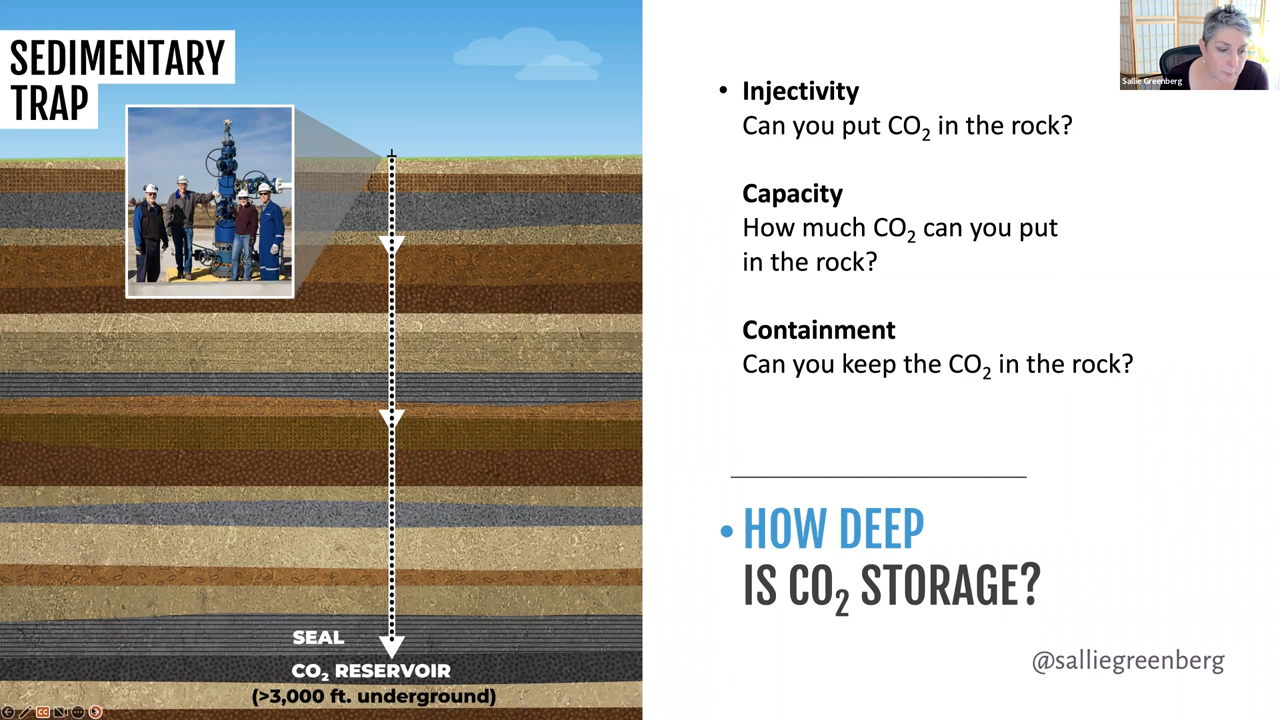 SEDIMENTARY
TRAP
SEAL
CO₂ RESERVOIR
(>3,000 ft. underground)
• Injectivity
Can you put CO₂ in the rock?
Capacity
How much CO₂ can you put
in the rock?
Containment
Can you keep the CO₂ in the rock?
• HOW DEEP
IS CO₂ STORAGE?
@salliegreenberg
Sallie Greenberg
CC